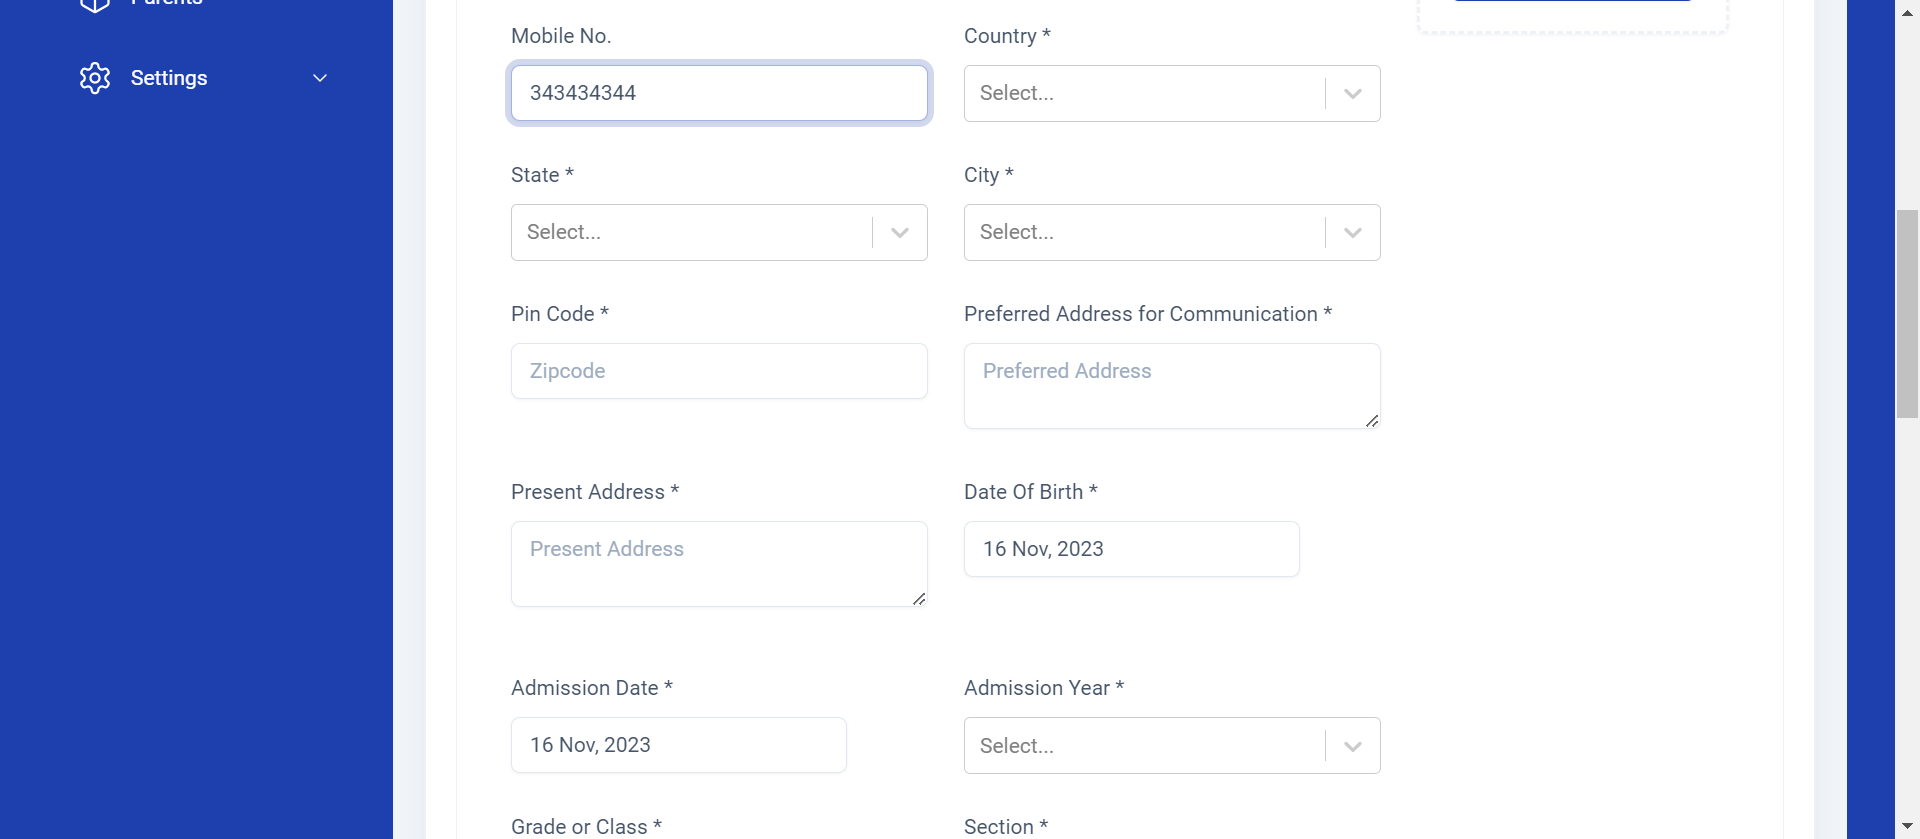 Parents
Settings
Mobile No.
Country *
343434344
Select...
State *
City *
Select...
Select...
Pin Code *
Preferred Address for Communication *
Zipcode
Preferred Address
Present Address *
Date Of Birth *
Present Address
16 Nov, 2023
Admission Date *
Admission Year *
16 Nov, 2023
Select...
Grade or Class *
Section *